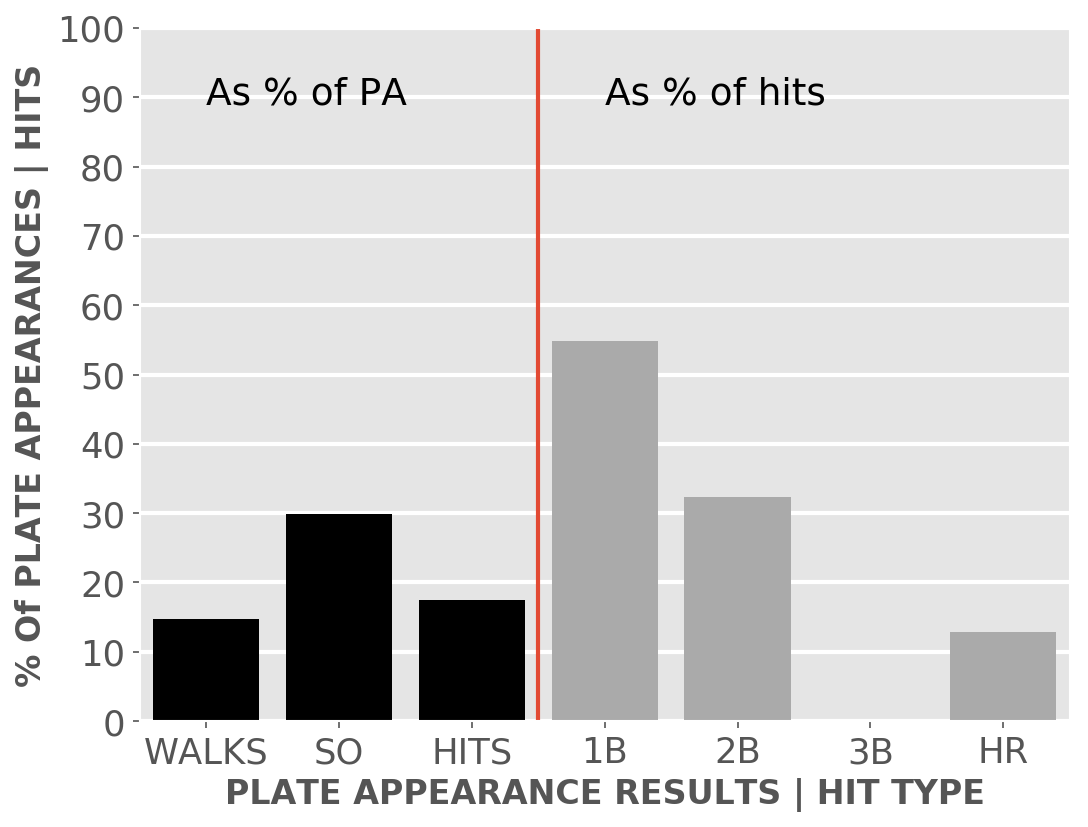 % Of PLATE APPEARANCES | HITS
100
90
80
70
60
50
40
30
20
10
0
As % of PA
As % of hits
WALKS SO HITS 1B 2B 3B HR
PLATE APPEARANCE RESULTS | HIT TYPE